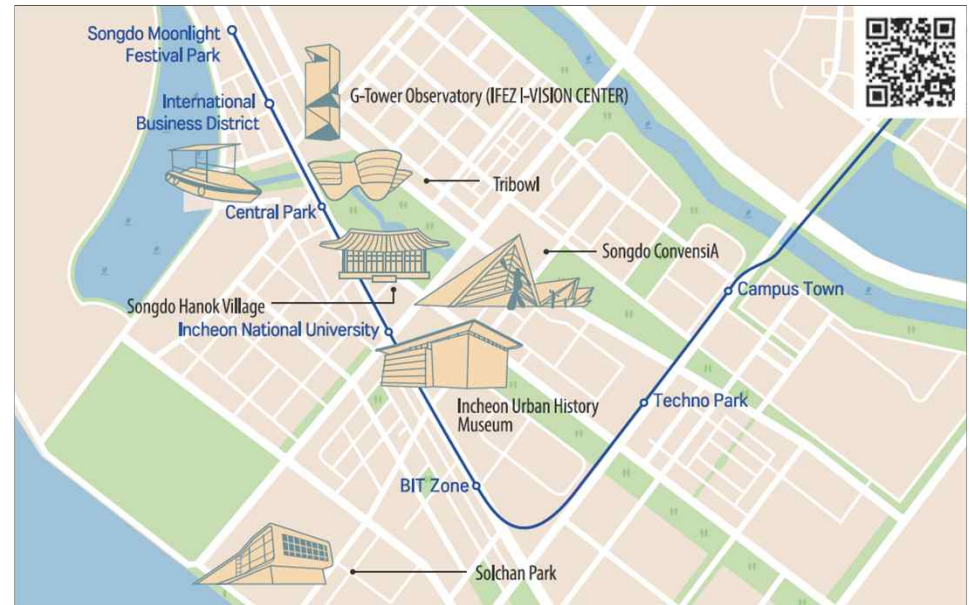 Songdo Moonlight
Festival Park
G-Tower Observatory (IFEZ I-VISION CENTER)
International
Business District
Tribowl
Central Park
Songdo ConvensiA
Songdo Hanok Village
Campus Town
Incheon National University
Techno Park
Incheon Urban History
Museum
BIT Zone
Solchan Park